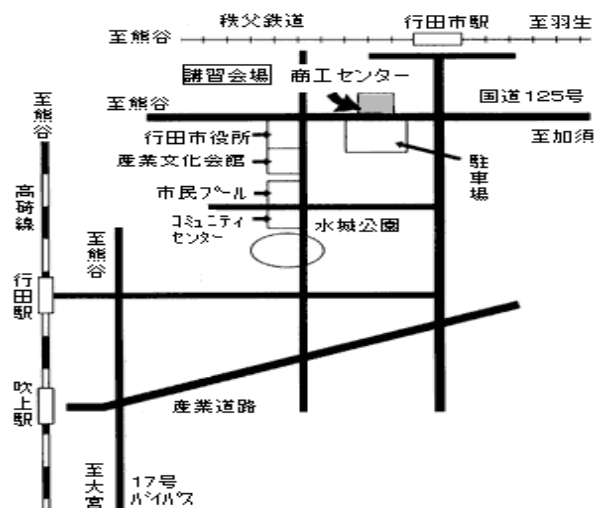 秩父鉄道
行田市駅
至羽生
至熊谷
講習会場
商工センター
至熊谷
国道125号
至熊谷
行田市役所
至加須
産業文化会館
駐車場
高碕線
市民プール
コミュニティ
センター
水城公園
至熊谷
行田駅
吹上駅
産業道路
至大宮
17号
バイパス